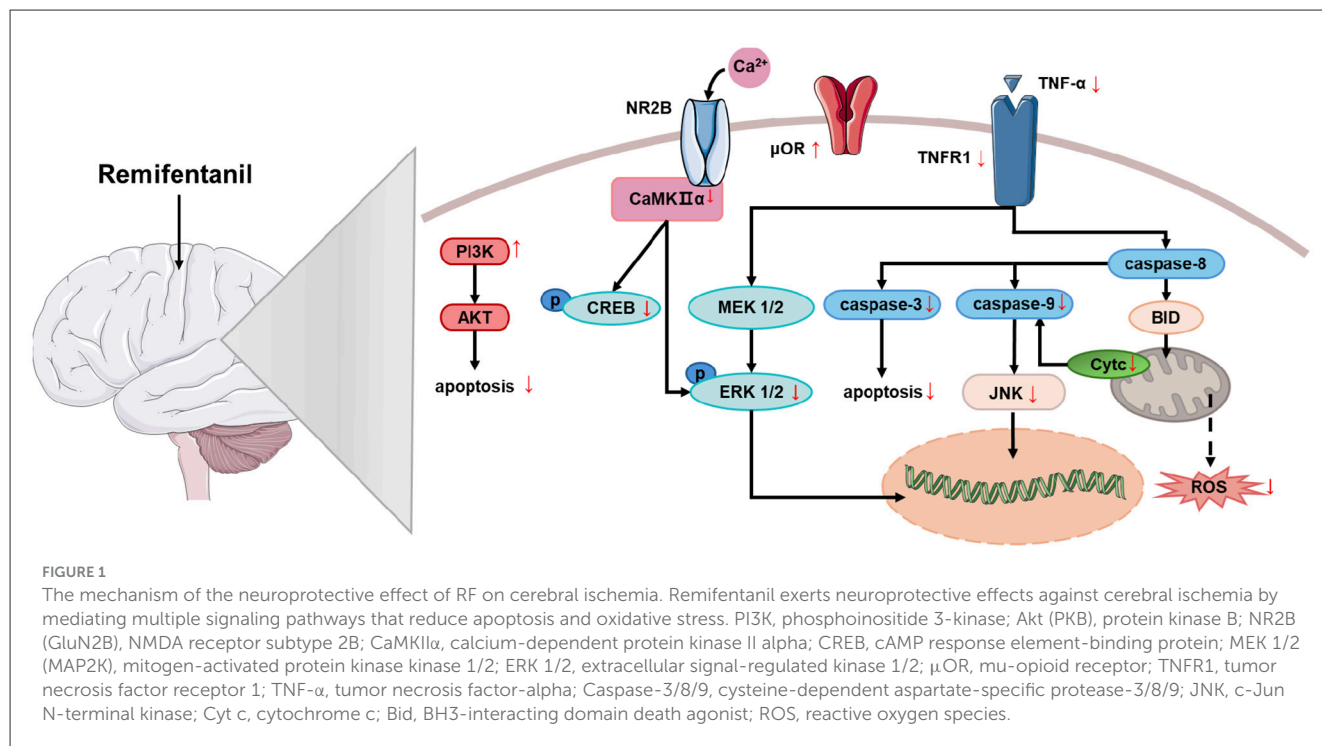 Ca²⁺
TNF-α ↓
NR2B
μOR ↑
TNFR1 ↓
Remifentanil
CaMKⅡα ↓
PI3K ↑
caspase-8
p
CREB ↓
MEK 1/2
caspase-3 ↓
caspase-9 ↓
BID
AKT
Cytc ↓
p
apoptosis ↓
ERK 1/2 ↓
apoptosis ↓
JNK ↓
ROS ↓
FIGURE 1
The mechanism of the neuroprotective effect of RF on cerebral ischemia. Remifentanil exerts neuroprotective effects against cerebral ischemia by
mediating multiple signaling pathways that reduce apoptosis and oxidative stress. PI3K, phosphoinositide 3-kinase; Akt (PKB), protein kinase B; NR2B
(GluN2B), NMDA receptor subtype 2B; CaMKIIα, calcium-dependent protein kinase II alpha; CREB, cAMP response element-binding protein; MEK 1/2
(MAP2K), mitogen-activated protein kinase kinase 1/2; ERK 1/2, extracellular signal-regulated kinase 1/2; μOR, mu-opioid receptor; TNFR1, tumor
necrosis factor receptor 1; TNF-α, tumor necrosis factor-alpha; Caspase-3/8/9, cysteine-dependent aspartate-specific protease-3/8/9; JNK, c-Jun
N-terminal kinase; Cyt c, cytochrome c; Bid, BH3-interacting domain death agonist; ROS, reactive oxygen species.